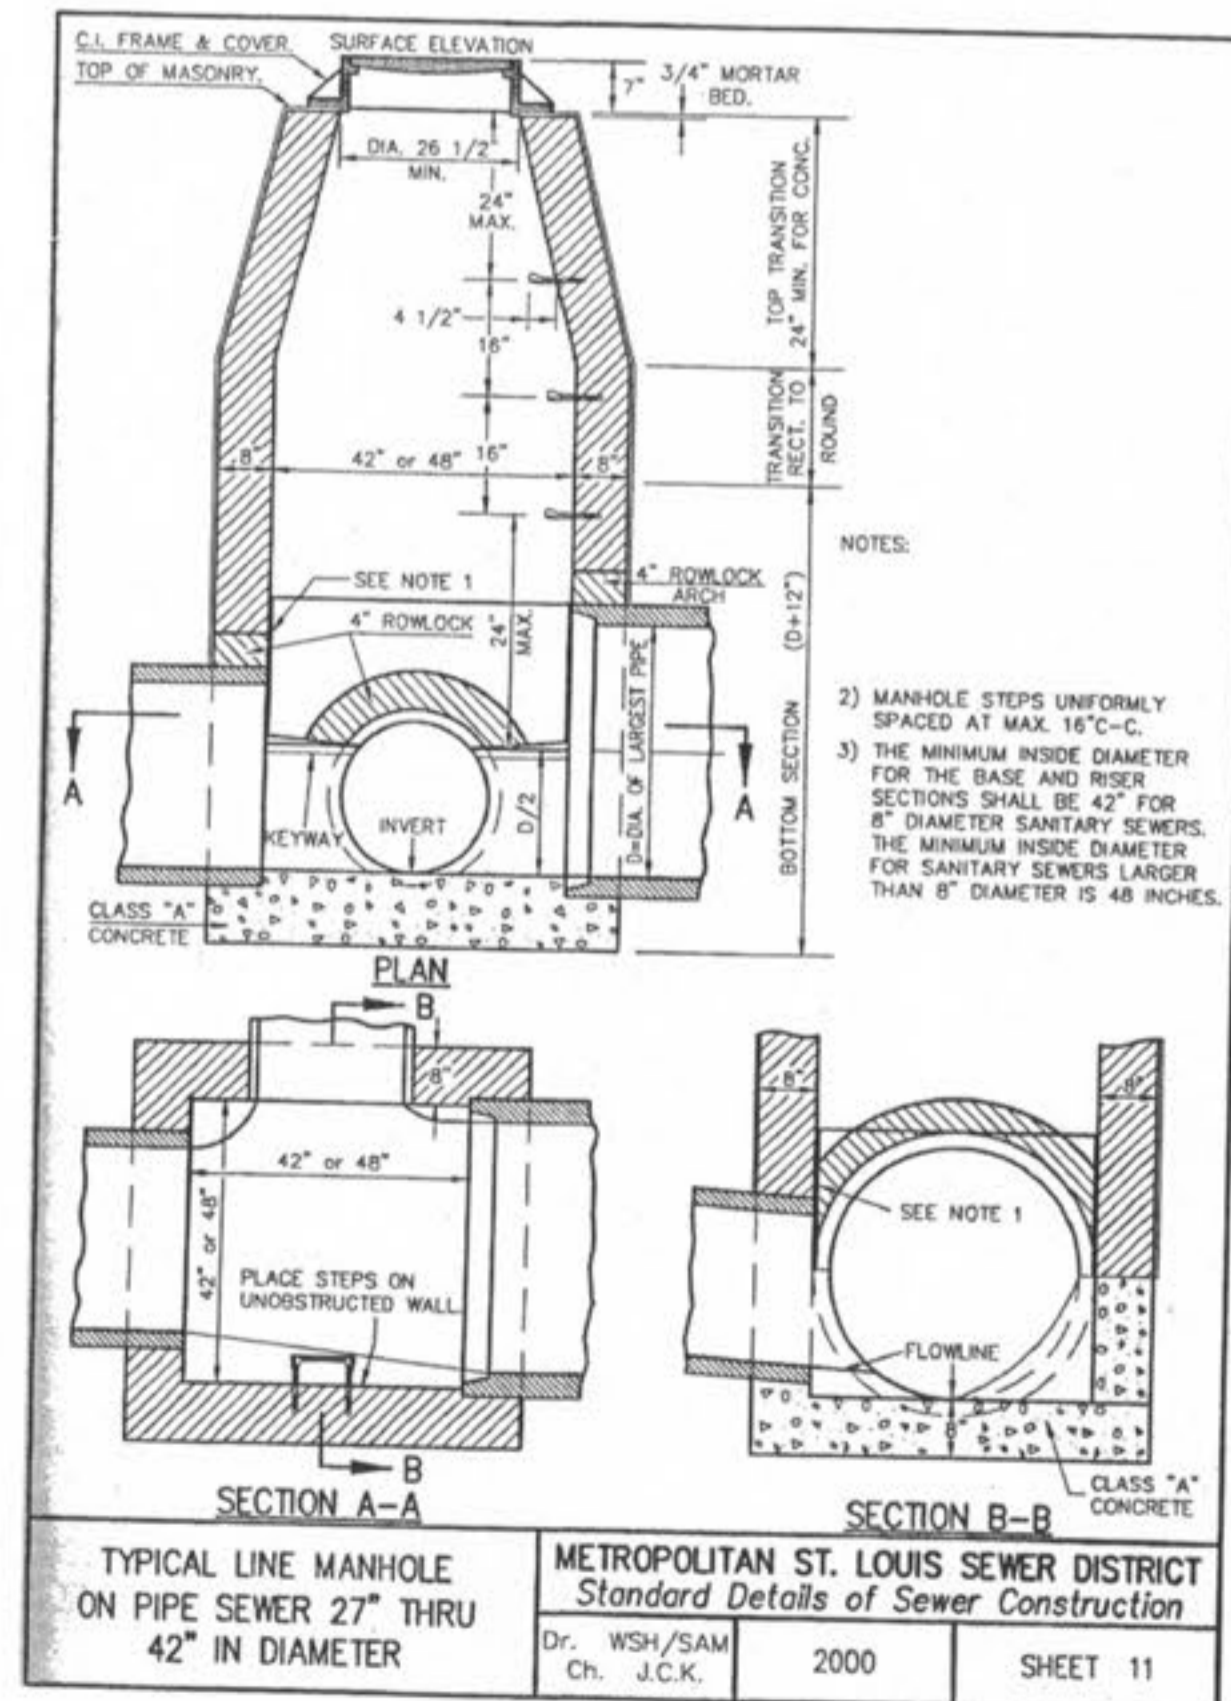 C.I. FRAME & COVER.
SURFACE ELEVATION
TOP OF MASONRY.
7"
3/4" MORTAR
BED.
DIA. 26 1/2"
MIN.
24"
MAX.
TOP TRANSITION
24" MIN. FOR CONC.
4 1/2"
16"
TRANSITION
RECT. TO
ROUND
8"
42" or 48"
16"
8"
NOTES:
SEE NOTE 1
4" ROWLOCK
ARCH
4" ROWLOCK
24"
MAX.
BOTTOM SECTION (D+12")
D=DIA. OF LARGEST PIPE
2) MANHOLE STEPS UNIFORMLY
SPACED AT MAX. 16"C-C.
3) THE MINIMUM INSIDE DIAMETER
FOR THE BASE AND RISER
SECTIONS SHALL BE 42" FOR
8" DIAMETER SANITARY SEWERS.
THE MINIMUM INSIDE DIAMETER
FOR SANITARY SEWERS LARGER
THAN 8" DIAMETER IS 48 INCHES.
A
A
KEYWAY
INVERT
D/2
CLASS "A"
CONCRETE
PLAN
B
8"
42" or 48"
42" or 48"
PLACE STEPS ON
UNOBSTRUCTED WALL
B
SECTION A-A
8"
8"
SEE NOTE 1
FLOWLINE
8"
CLASS "A"
CONCRETE
SECTION B-B
TYPICAL LINE MANHOLE
ON PIPE SEWER 27" THRU
42" IN DIAMETER
METROPOLITAN ST. LOUIS SEWER DISTRICT
Standard Details of Sewer Construction
Dr. WSH/SAM
Ch. J.C.K.
2000
SHEET 11